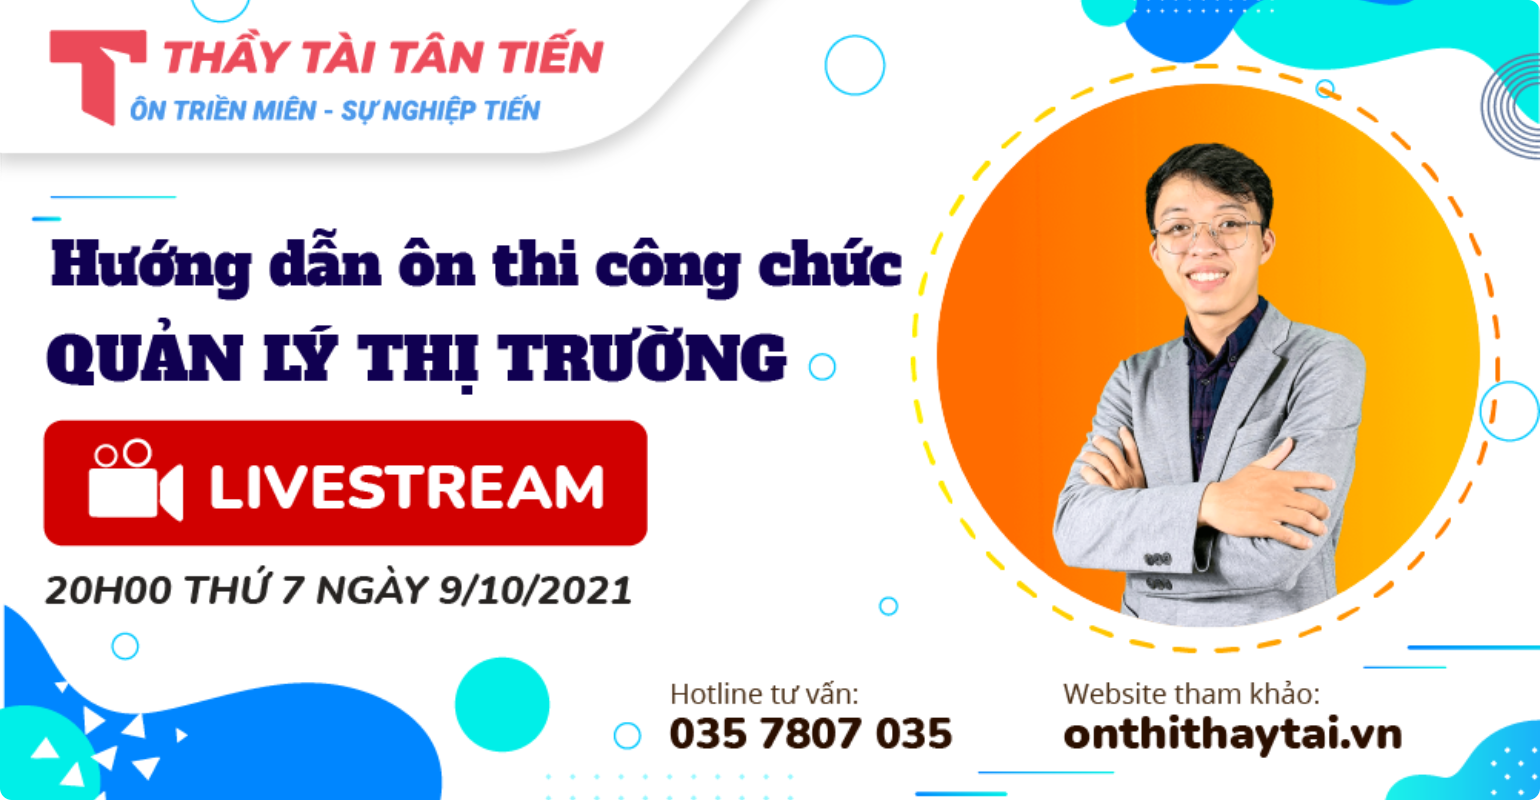 THẦY TÀI TÂN TIẾN
ÔN TRIỀN MIÊN - SỰ NGHIỆP TIẾN
Hướng dẫn ôn thi công chức
QUẢN LÝ THỊ TRƯỜNG
LIVESTREAM
20H00 THỨ 7 NGÀY 9/10/2021
Hotline tư vấn:
035 7807 035
Website tham khảo:
onthithaytai.vn